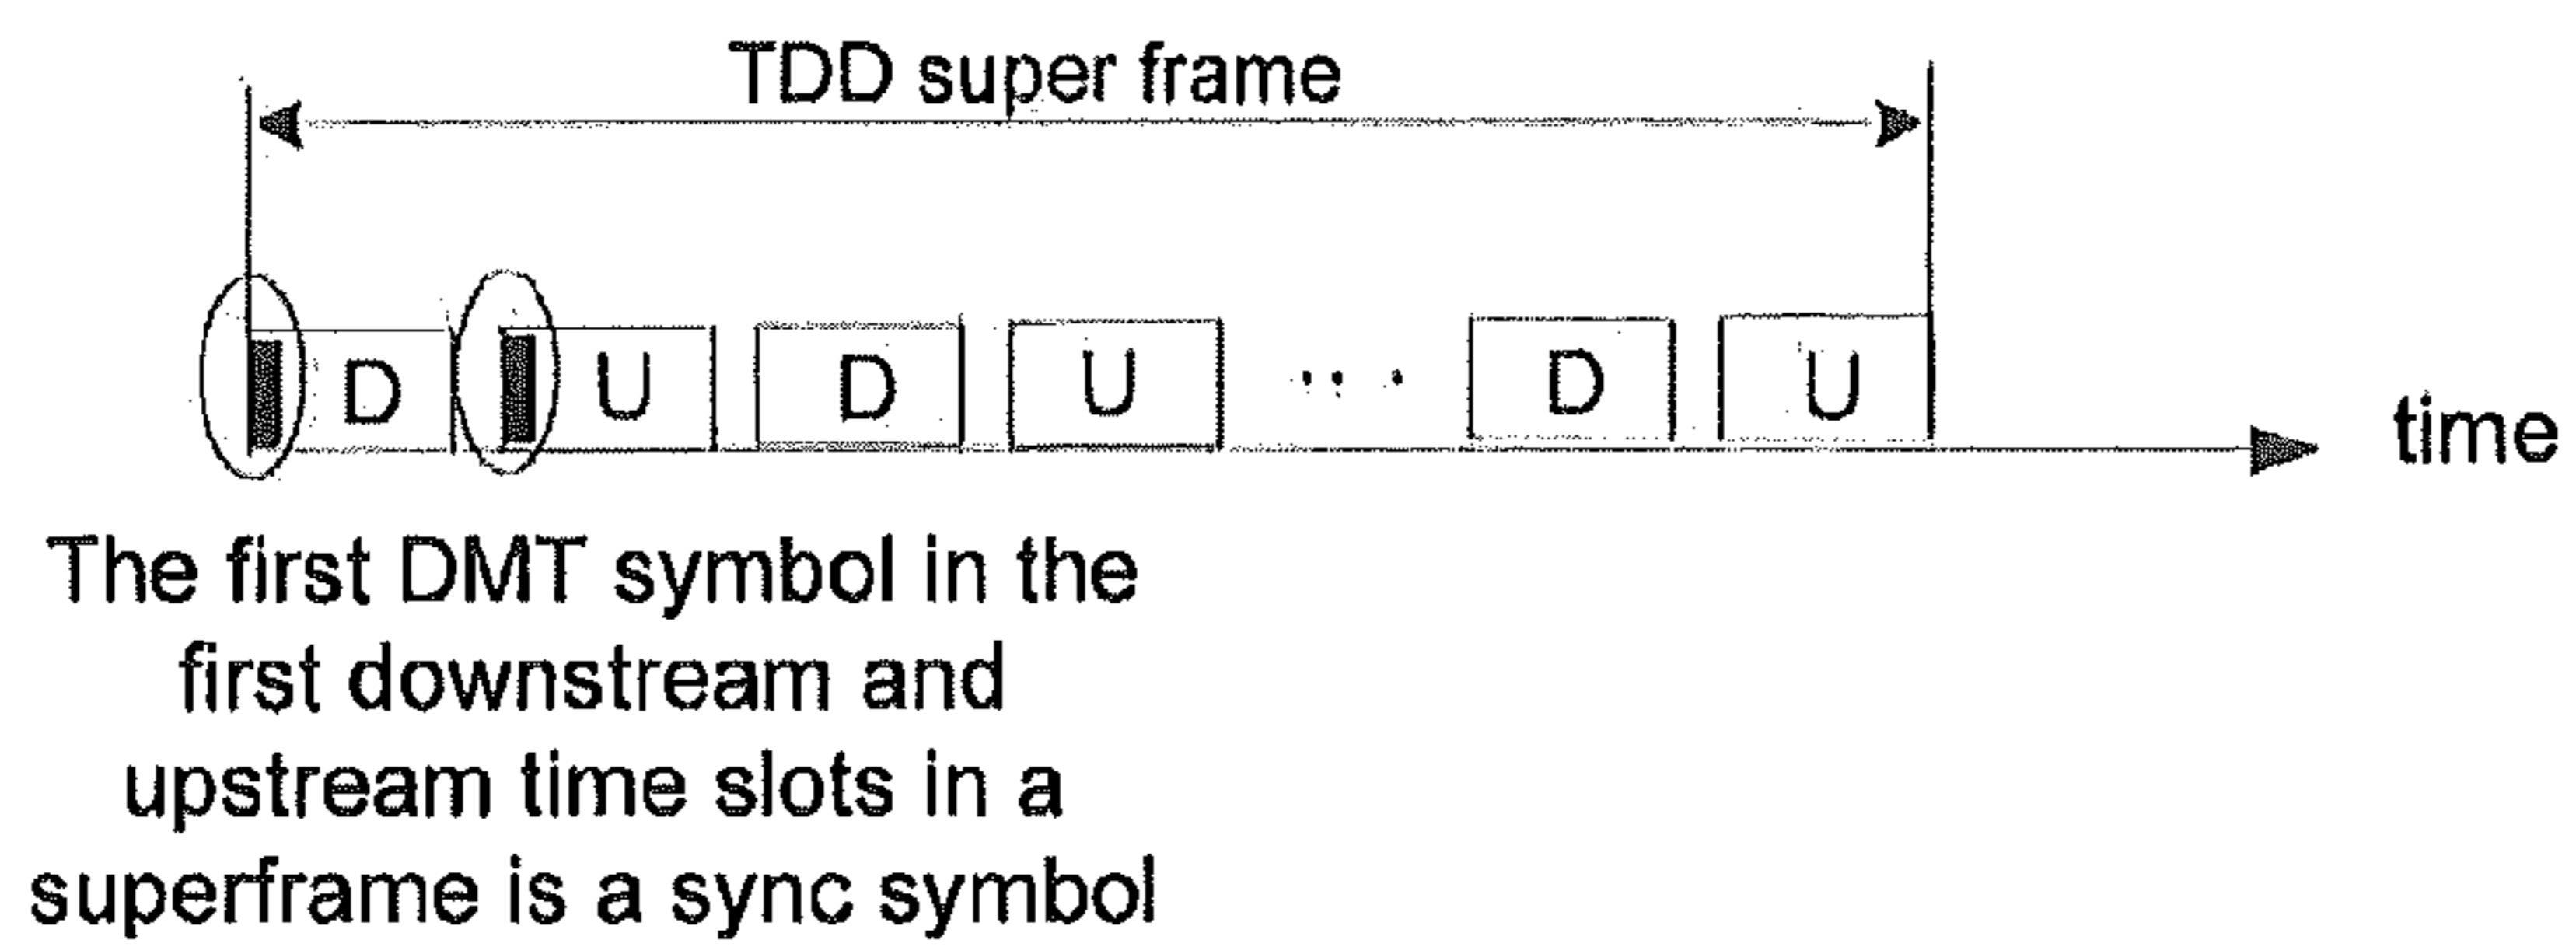 TDD super frame
D U D U ... D U
time
The first DMT symbol in the
first downstream and
upstream time slots in a
superframe is a sync symbol